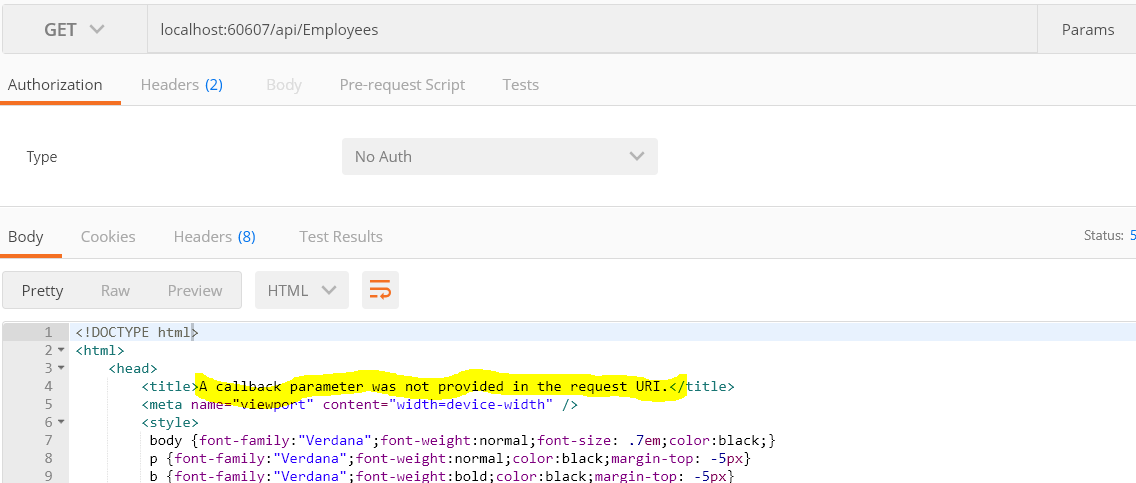 GET localhost:60607/api/Employees Params
Authorization Headers (2) Body Pre-request Script Tests
Type No Auth
Body Cookies Headers (8) Test Results Status: 5
Pretty Raw Preview HTML
1 <!DOCTYPE html>
2 <html>
3 <head>
4 <title>A callback parameter was not provided in the request URI.</title>
5 <meta name="viewport" content="width=device-width" />
6 <style>
7 body {font-family:"Verdana";font-weight:normal;font-size: .7em;color:black;}
8 p {font-family:"Verdana";font-weight:normal;color:black;margin-top: -5px}
9 b {font-family:"Verdana";font-weight:bold;color:black;margin-top: -5px}